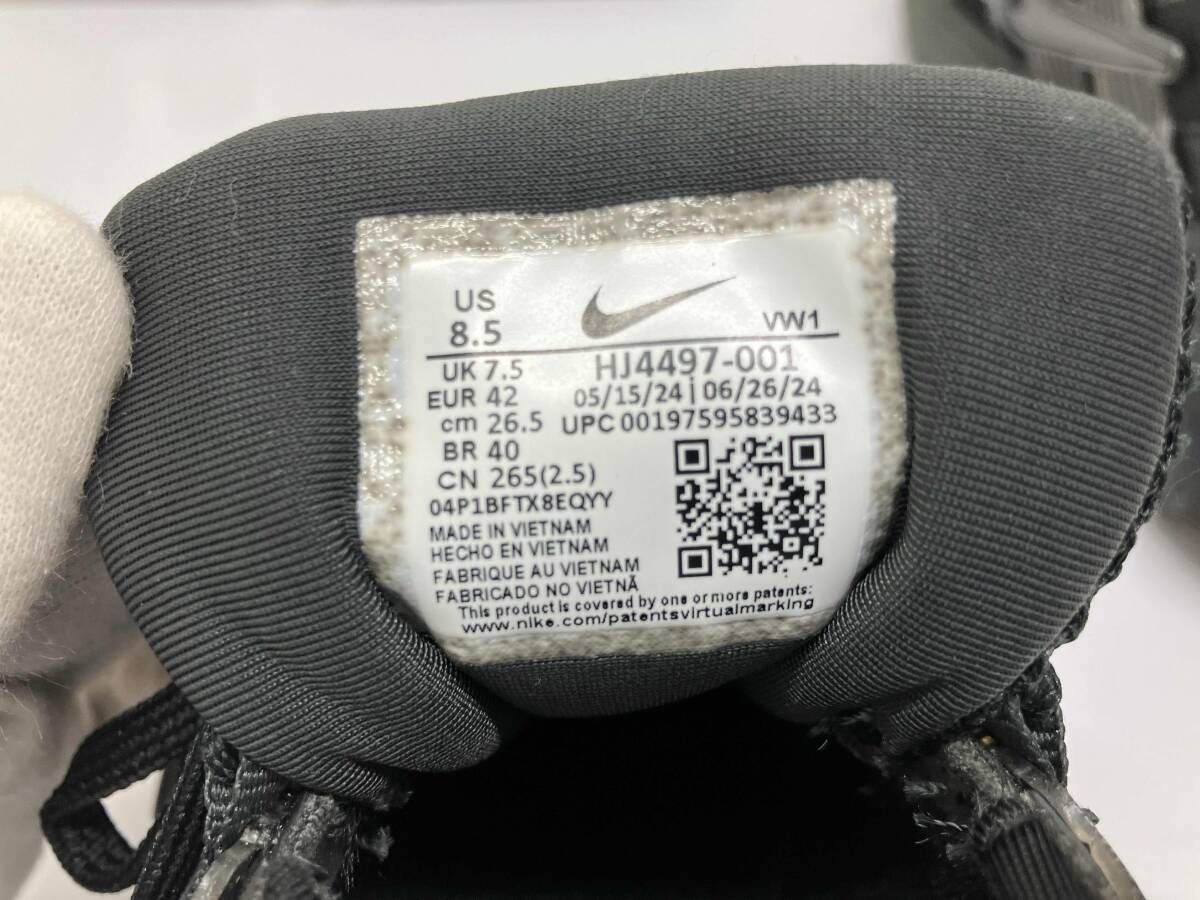 US
8.5
VW1
UK 7.5
HJ4497-001
EUR 42
05/15/24 | 06/26/24
cm 26.5
UPC 00197595839433
BR 40
CN 265(2.5)
04P1BFTX8EQYY
MADE IN VIETNAM
HECHO EN VIETNAM
FABRIQUE AU VIETNAM
FABRICADO NO VIETNÃ
This product is covered by one or more patents:
www.nike.com/patentsvirtualmarking